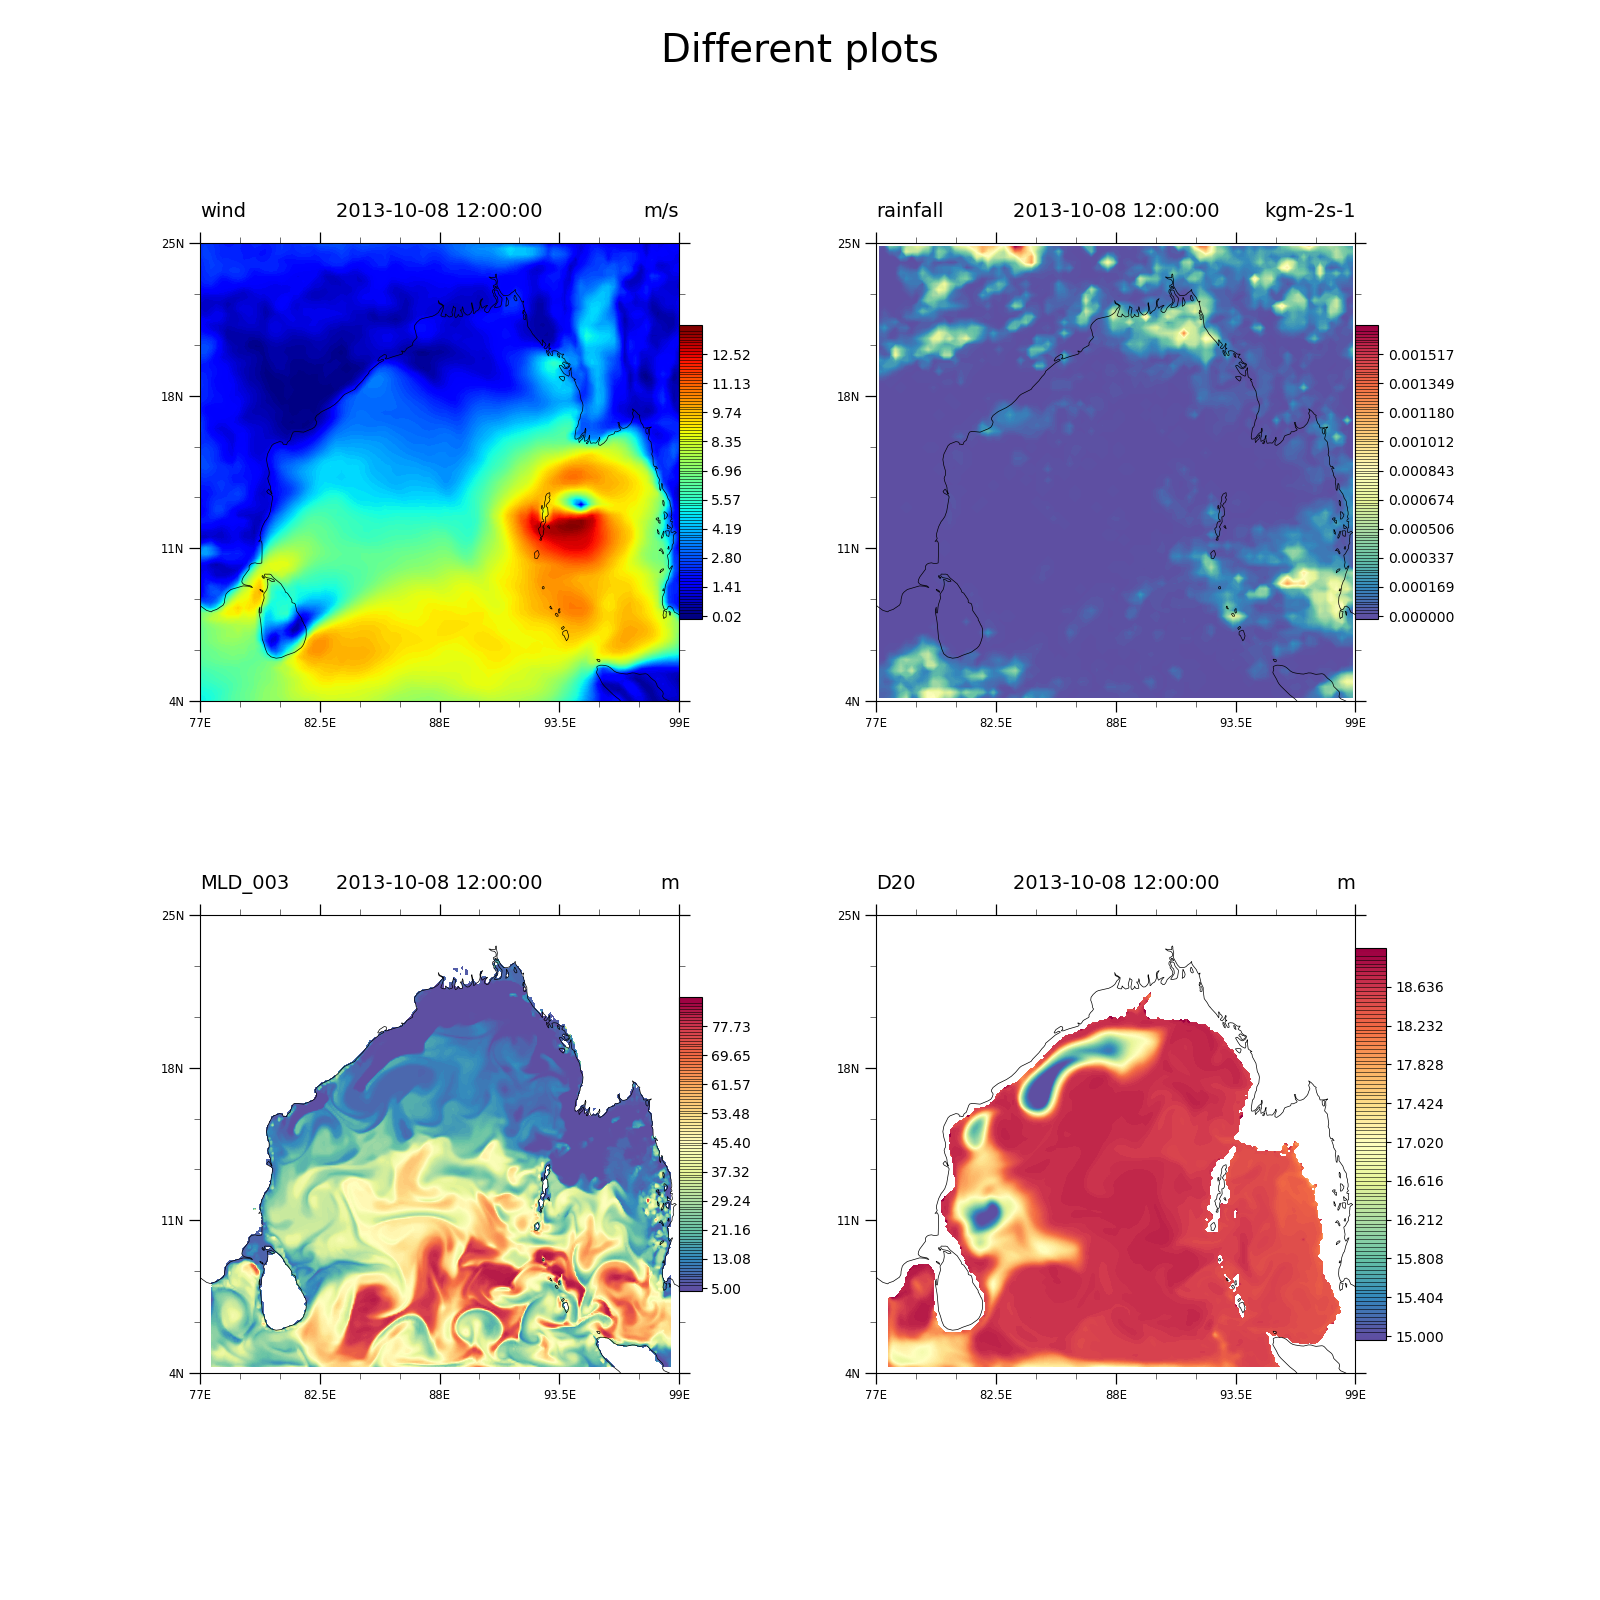 Different plots
wind 2013-10-08 12:00:00 m/s
25N
18N
11N
4N
77E 82.5E 88E 93.5E 99E
12.52
11.13
9.74
8.35
6.96
5.57
4.19
2.80
1.41
0.02
rainfall 2013-10-08 12:00:00 kgm-2s-1
25N
18N
11N
4N
77E 82.5E 88E 93.5E 99E
0.001517
0.001349
0.001180
0.001012
0.000843
0.000674
0.000506
0.000337
0.000169
0.000000
MLD_003 2013-10-08 12:00:00 m
25N
18N
11N
4N
77E 82.5E 88E 93.5E 99E
77.73
69.65
61.57
53.48
45.40
37.32
29.24
21.16
13.08
5.00
D20 2013-10-08 12:00:00 m
25N
18N
11N
4N
77E 82.5E 88E 93.5E 99E
18.636
18.232
17.828
17.424
17.020
16.616
16.212
15.808
15.404
15.000